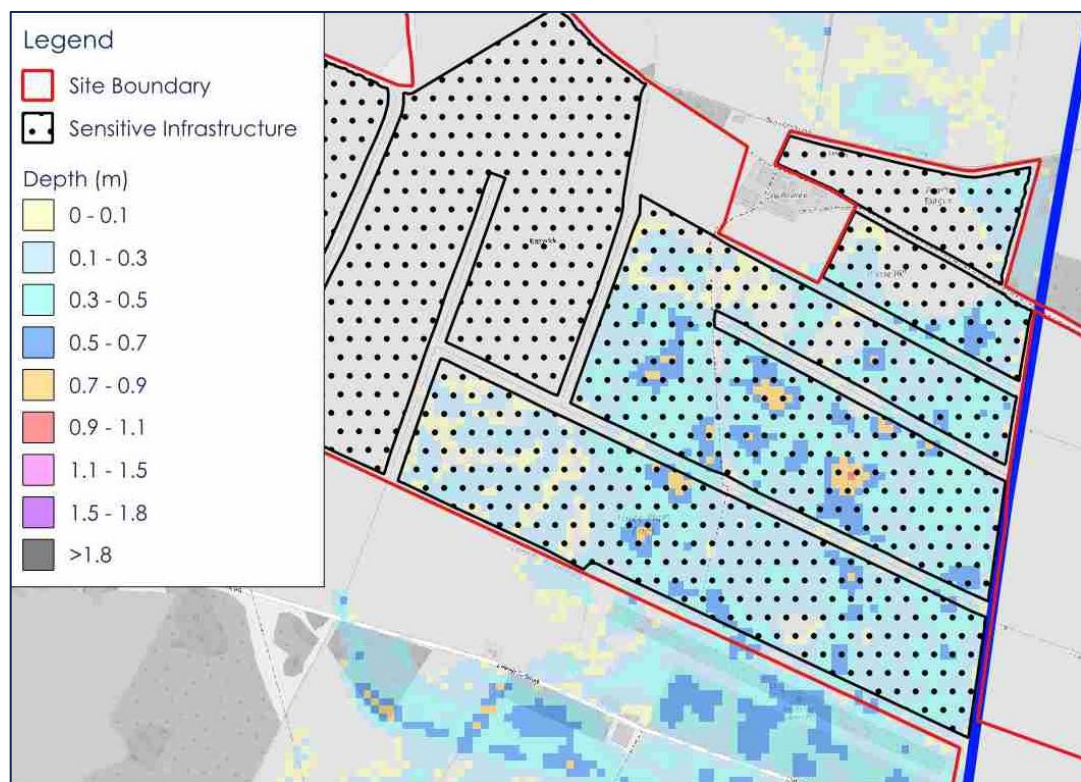 Legend
Site Boundary
Sensitive Infrastructure
Depth (m)
0 - 0.1
0.1 - 0.3
0.3 - 0.5
0.5 - 0.7
0.7 - 0.9
0.9 - 1.1
1.1 - 1.5
1.5 - 1.8
>1.8